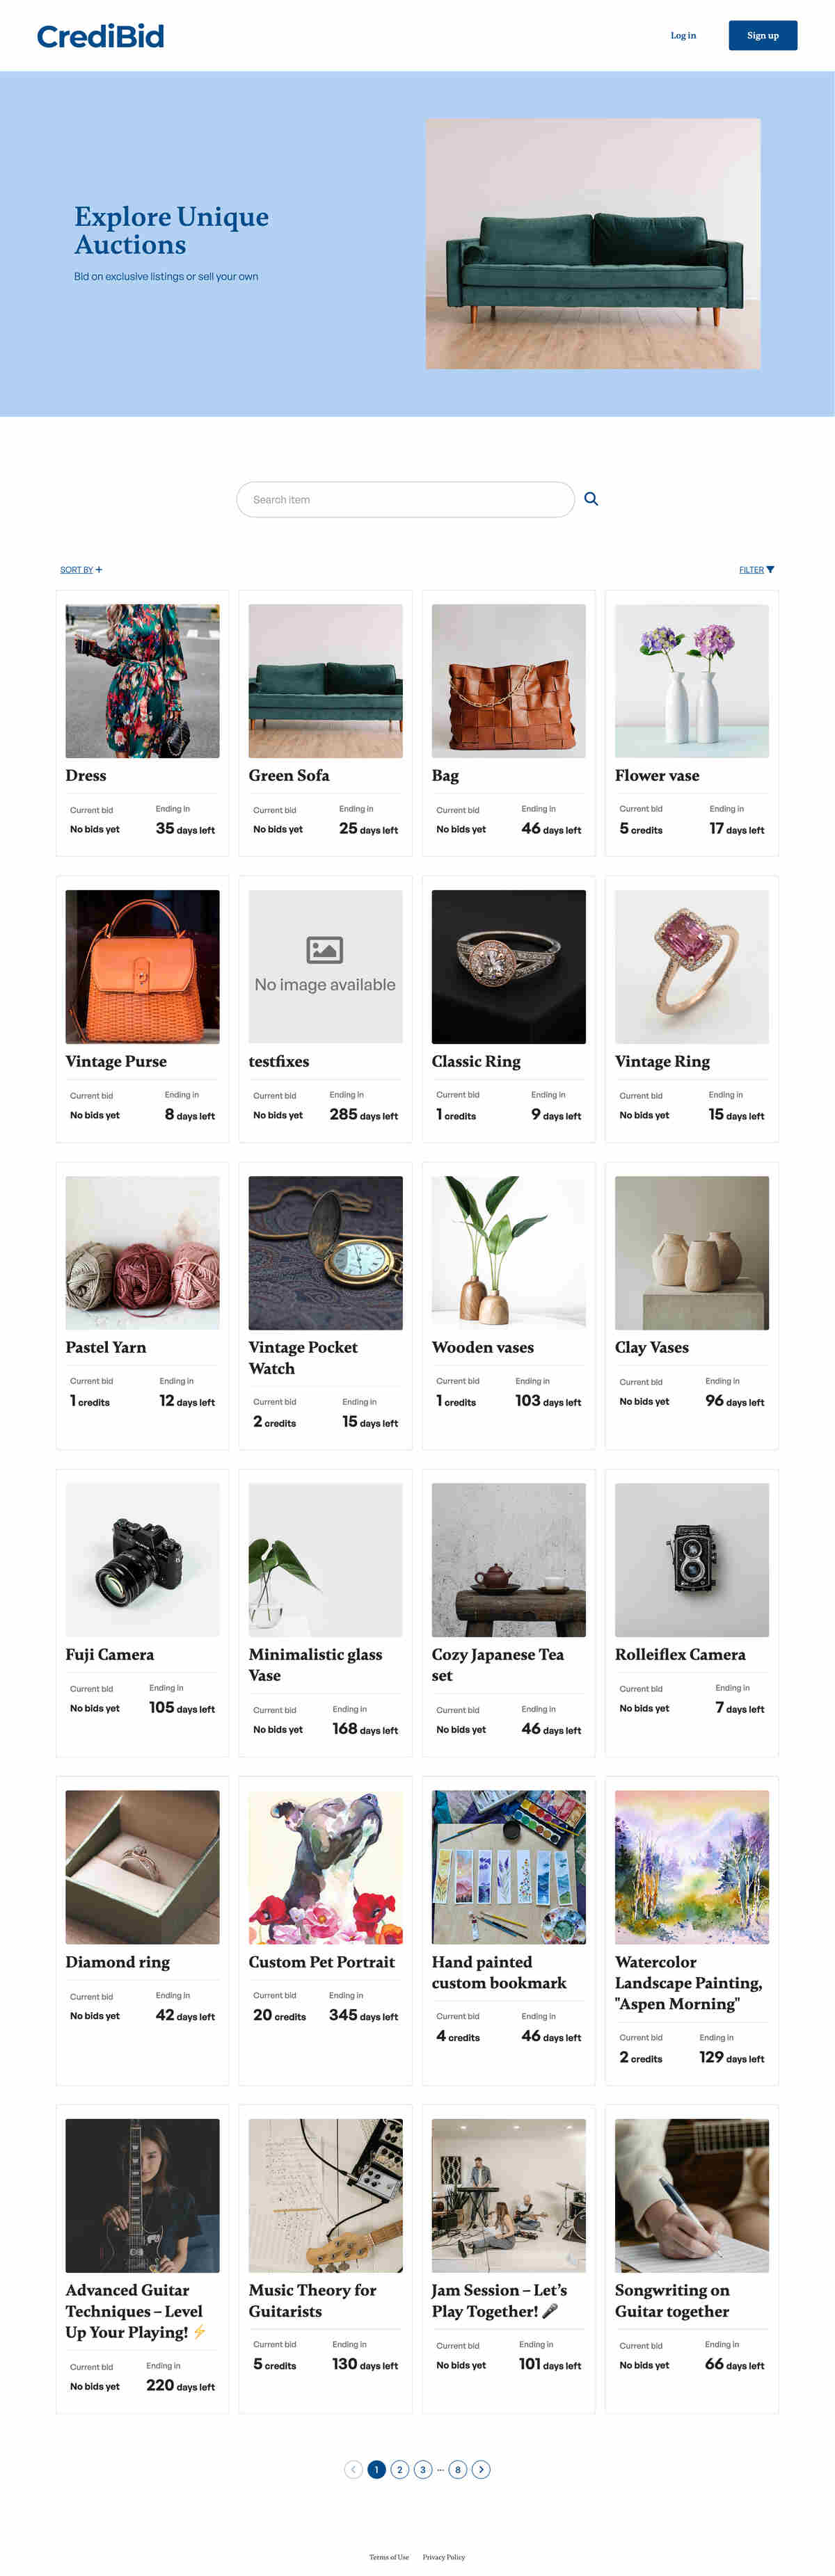 CrediBid
Log in
Sign up
Explore Unique
Auctions
Bid on exclusive listings or sell your own
Search item
SORT BY +
FILTER
Dress
Current bid
Ending in
No bids yet
35 days left
Green Sofa
Current bid
Ending in
No bids yet
25 days left
Bag
Current bid
Ending in
No bids yet
46 days left
Flower vase
Current bid
Ending in
5 credits
17 days left
Vintage Purse
Current bid
Ending in
No bids yet
8 days left
No image available
testfixes
Current bid
Ending in
No bids yet
285 days left
Classic Ring
Current bid
Ending in
1 credits
9 days left
Vintage Ring
Current bid
Ending in
No bids yet
15 days left
Pastel Yarn
Current bid
Ending in
1 credits
12 days left
Vintage Pocket
Watch
Current bid
Ending in
2 credits
15 days left
Wooden vases
Current bid
Ending in
1 credits
103 days left
Clay Vases
Current bid
Ending in
No bids yet
96 days left
Fuji Camera
Current bid
Ending in
No bids yet
105 days left
Minimalistic glass
Vase
Current bid
Ending in
No bids yet
168 days left
Cozy Japanese Tea
set
Current bid
Ending in
No bids yet
46 days left
Rolleiflex Camera
Current bid
Ending in
No bids yet
7 days left
Diamond ring
Current bid
Ending in
No bids yet
42 days left
Custom Pet Portrait
Current bid
Ending in
20 credits
345 days left
Hand painted
custom bookmark
Current bid
Ending in
4 credits
46 days left
Watercolor
Landscape Painting,
"Aspen Morning"
Current bid
Ending in
2 credits
129 days left
Advanced Guitar
Techniques – Level
Up Your Playing! ⚡
Current bid
Ending in
No bids yet
220 days left
Music Theory for
Guitarists
Current bid
Ending in
5 credits
130 days left
Jam Session – Let's
Play Together! 🎤
Current bid
Ending in
No bids yet
101 days left
Songwriting on
Guitar together
Current bid
Ending in
No bids yet
66 days left
1 2 3 ... 8
Terms of Use
Privacy Policy